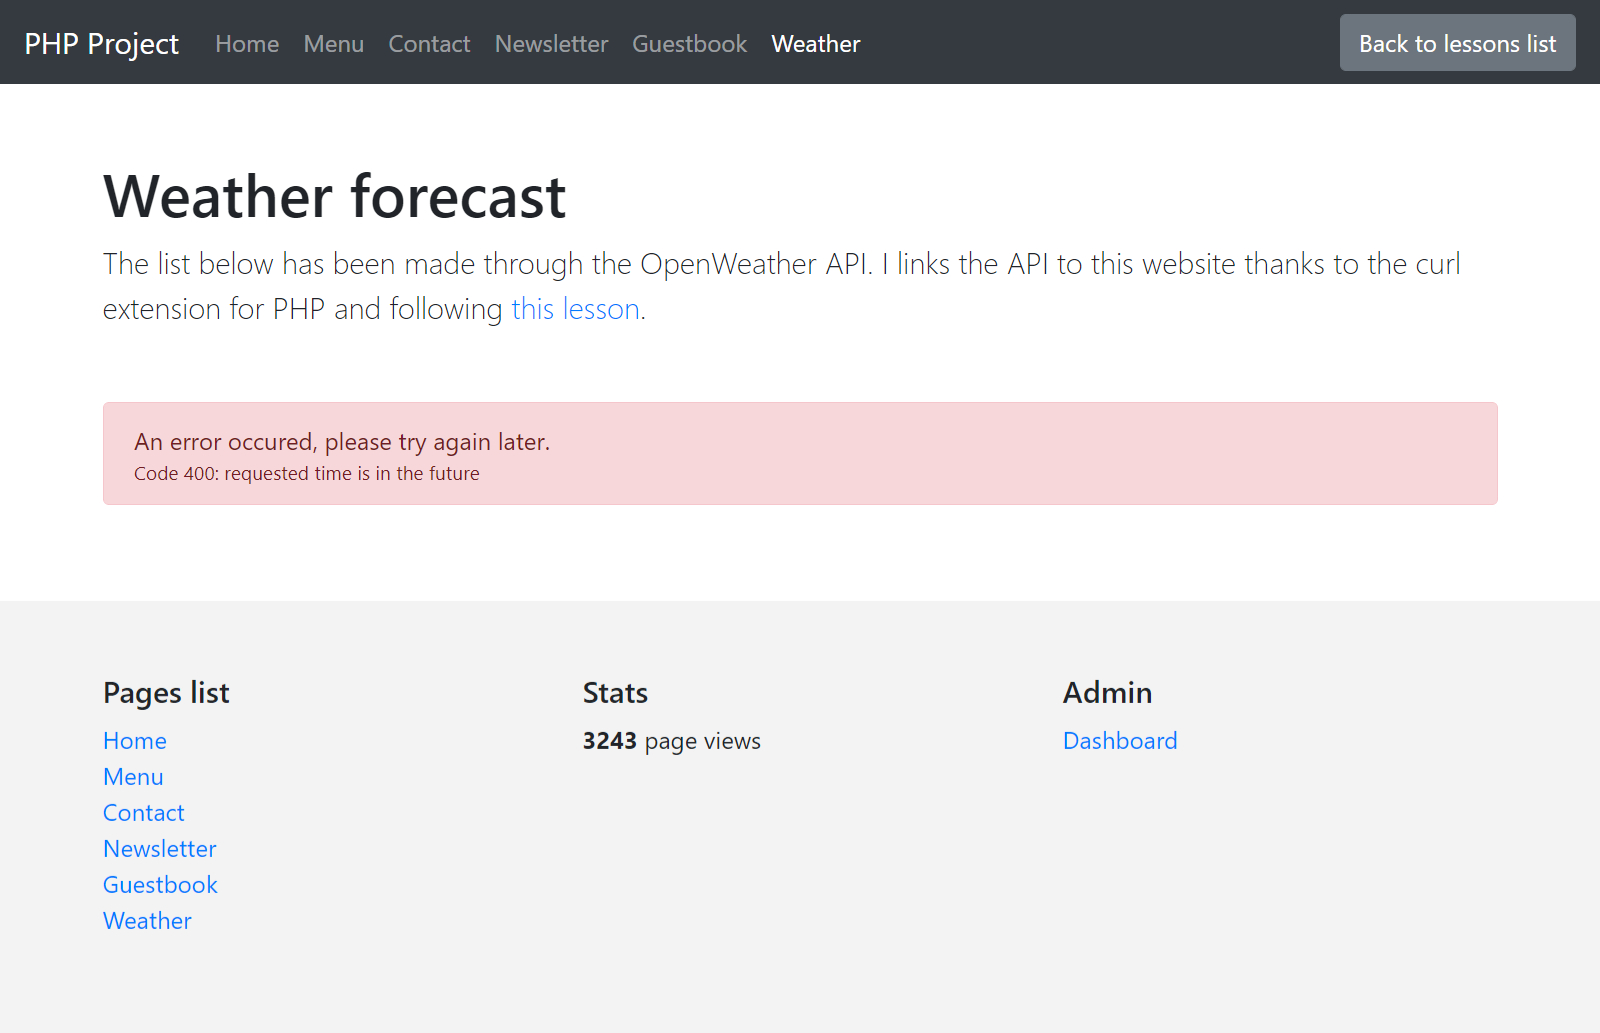 PHP Project Home Menu Contact Newsletter Guestbook Weather Back to lessons list
Weather forecast
The list below has been made through the OpenWeather API. I links the API to this website thanks to the curl
extension for PHP and following this lesson.
An error occured, please try again later.
Code 400: requested time is in the future
Pages list
Home
Menu
Contact
Newsletter
Guestbook
Weather
Stats
3243 page views
Admin
Dashboard